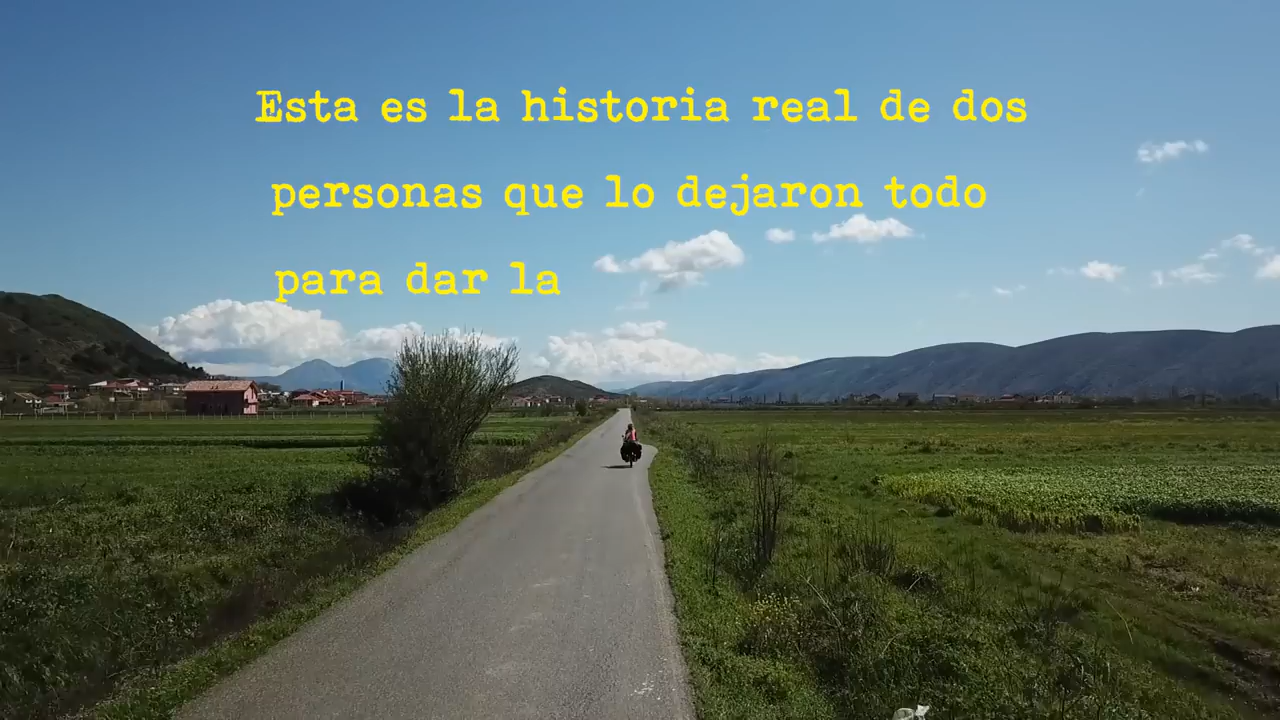 Esta es la historia real de dos
personas que lo dejaron todo
para dar la